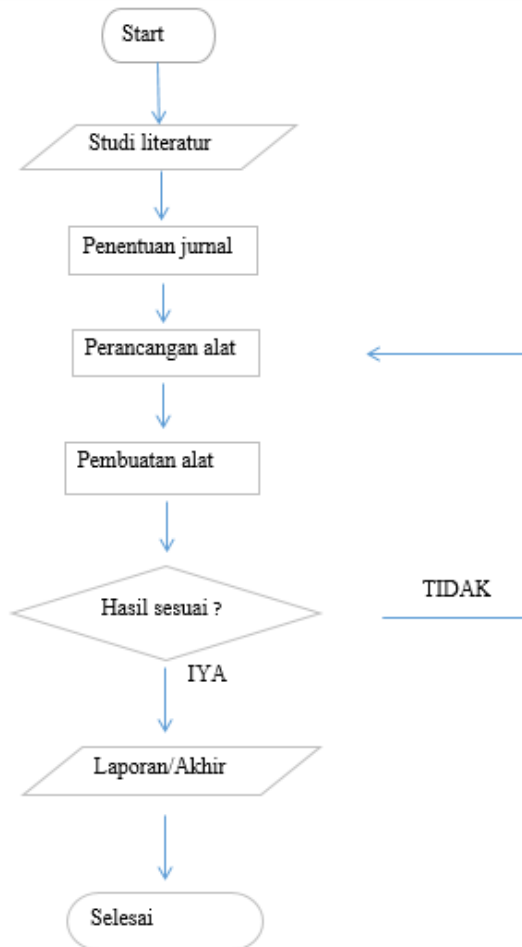 Start
Studi literatur
Penentuan jurnal
Perancangan alat
Pembuatan alat
Hasil sesuai ?
TIDAK
IYA
Laporan/Akhir
Selesai